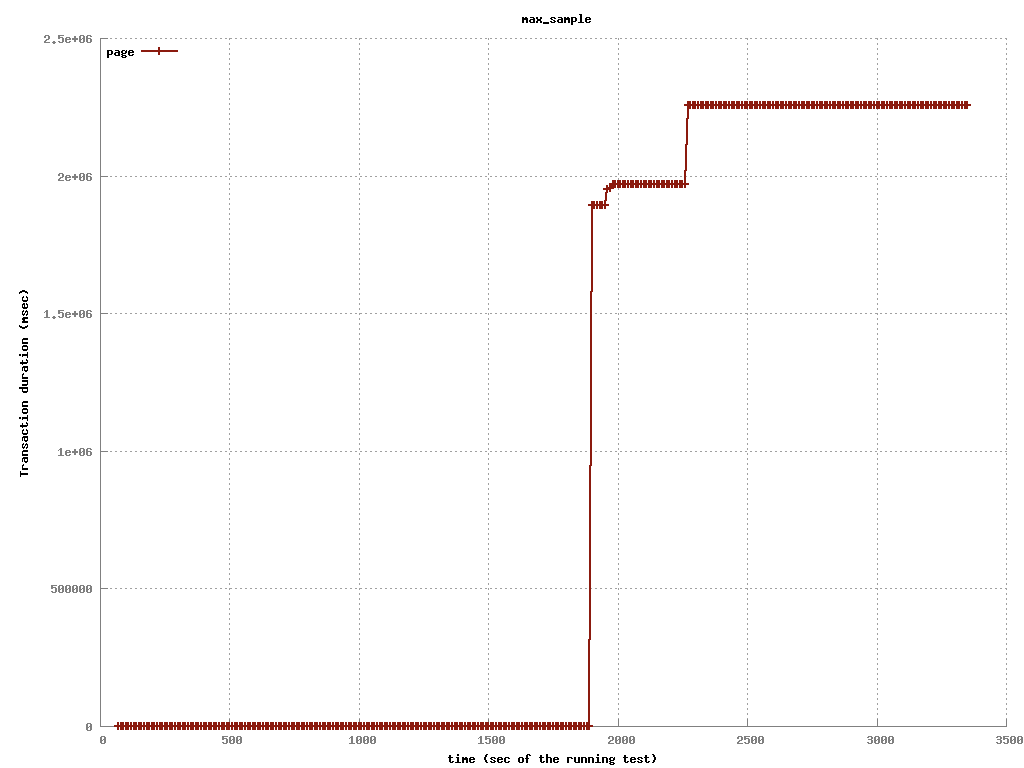 max_sample
2.5e+06
page
2e+06
1.5e+06
1e+06
500000
0
0 500 1000 1500 2000 2500 3000 3500
time (sec of the running test)
Transaction duration (msec)